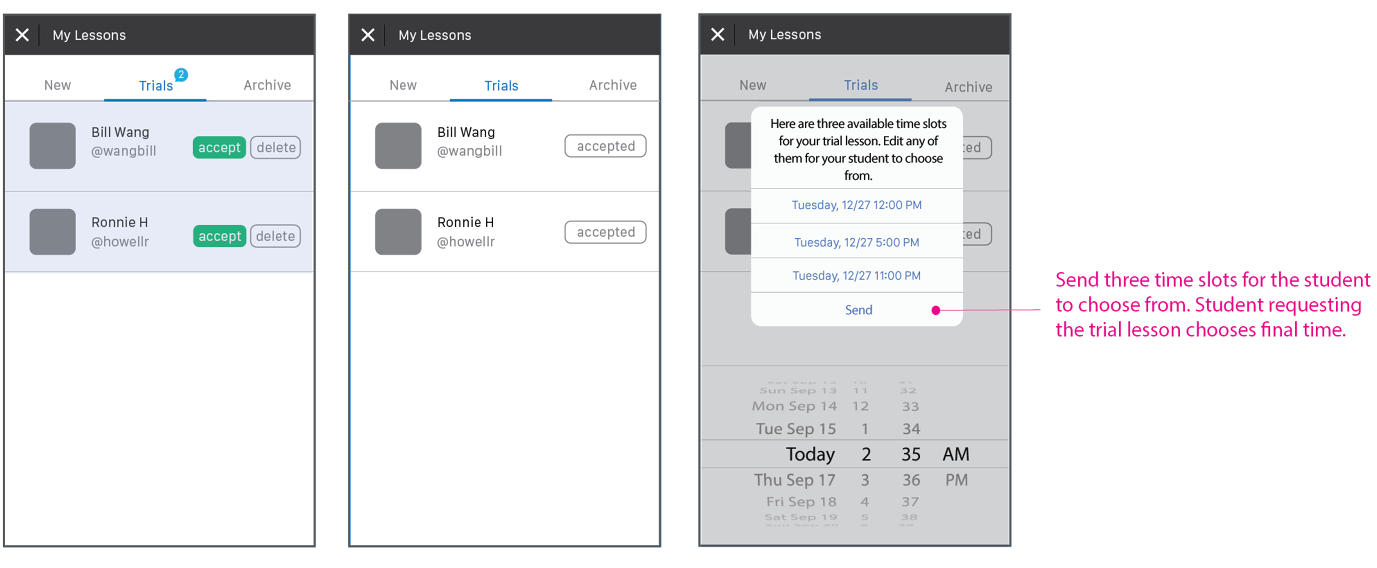 My Lessons
New
Trials
2
Archive
Bill Wang
@wangbill
accept
delete
Ronnie H
@howellr
accept
delete
My Lessons
New
Trials
Archive
Bill Wang
@wangbill
accepted
Ronnie H
@howellr
accepted
My Lessons
New
Trials
Archive
Here are three available time slots
for your trial lesson. Edit any of
them for your student to choose
from.
Tuesday, 12/27 12:00 PM
Tuesday, 12/27 5:00 PM
Tuesday, 12/27 11:00 PM
Send
Sun Sep 13 11 32
Mon Sep 14 12 33
Tue Sep 15 1 34
Today 2 35 AM
Thu Sep 17 3 36 PM
Fri Sep 18 4 37
Sat Sep 19 5 38
Send three time slots for the student
to choose from. Student requesting
the trial lesson chooses final time.